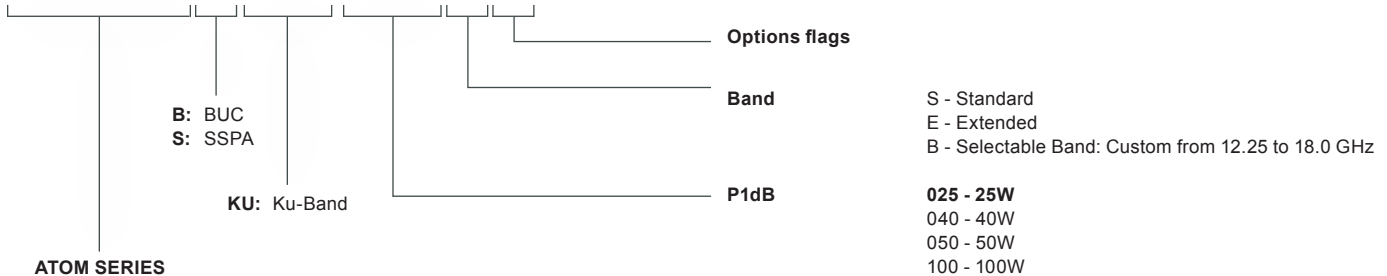 Options flags
Band S - Standard
E - Extended
B - Selectable Band: Custom from 12.25 to 18.0 GHz
B: BUC
S: SSPA
P1dB 025 - 25W
KU: Ku-Band
040 - 40W
050 - 50W
ATOM SERIES 100 - 100W